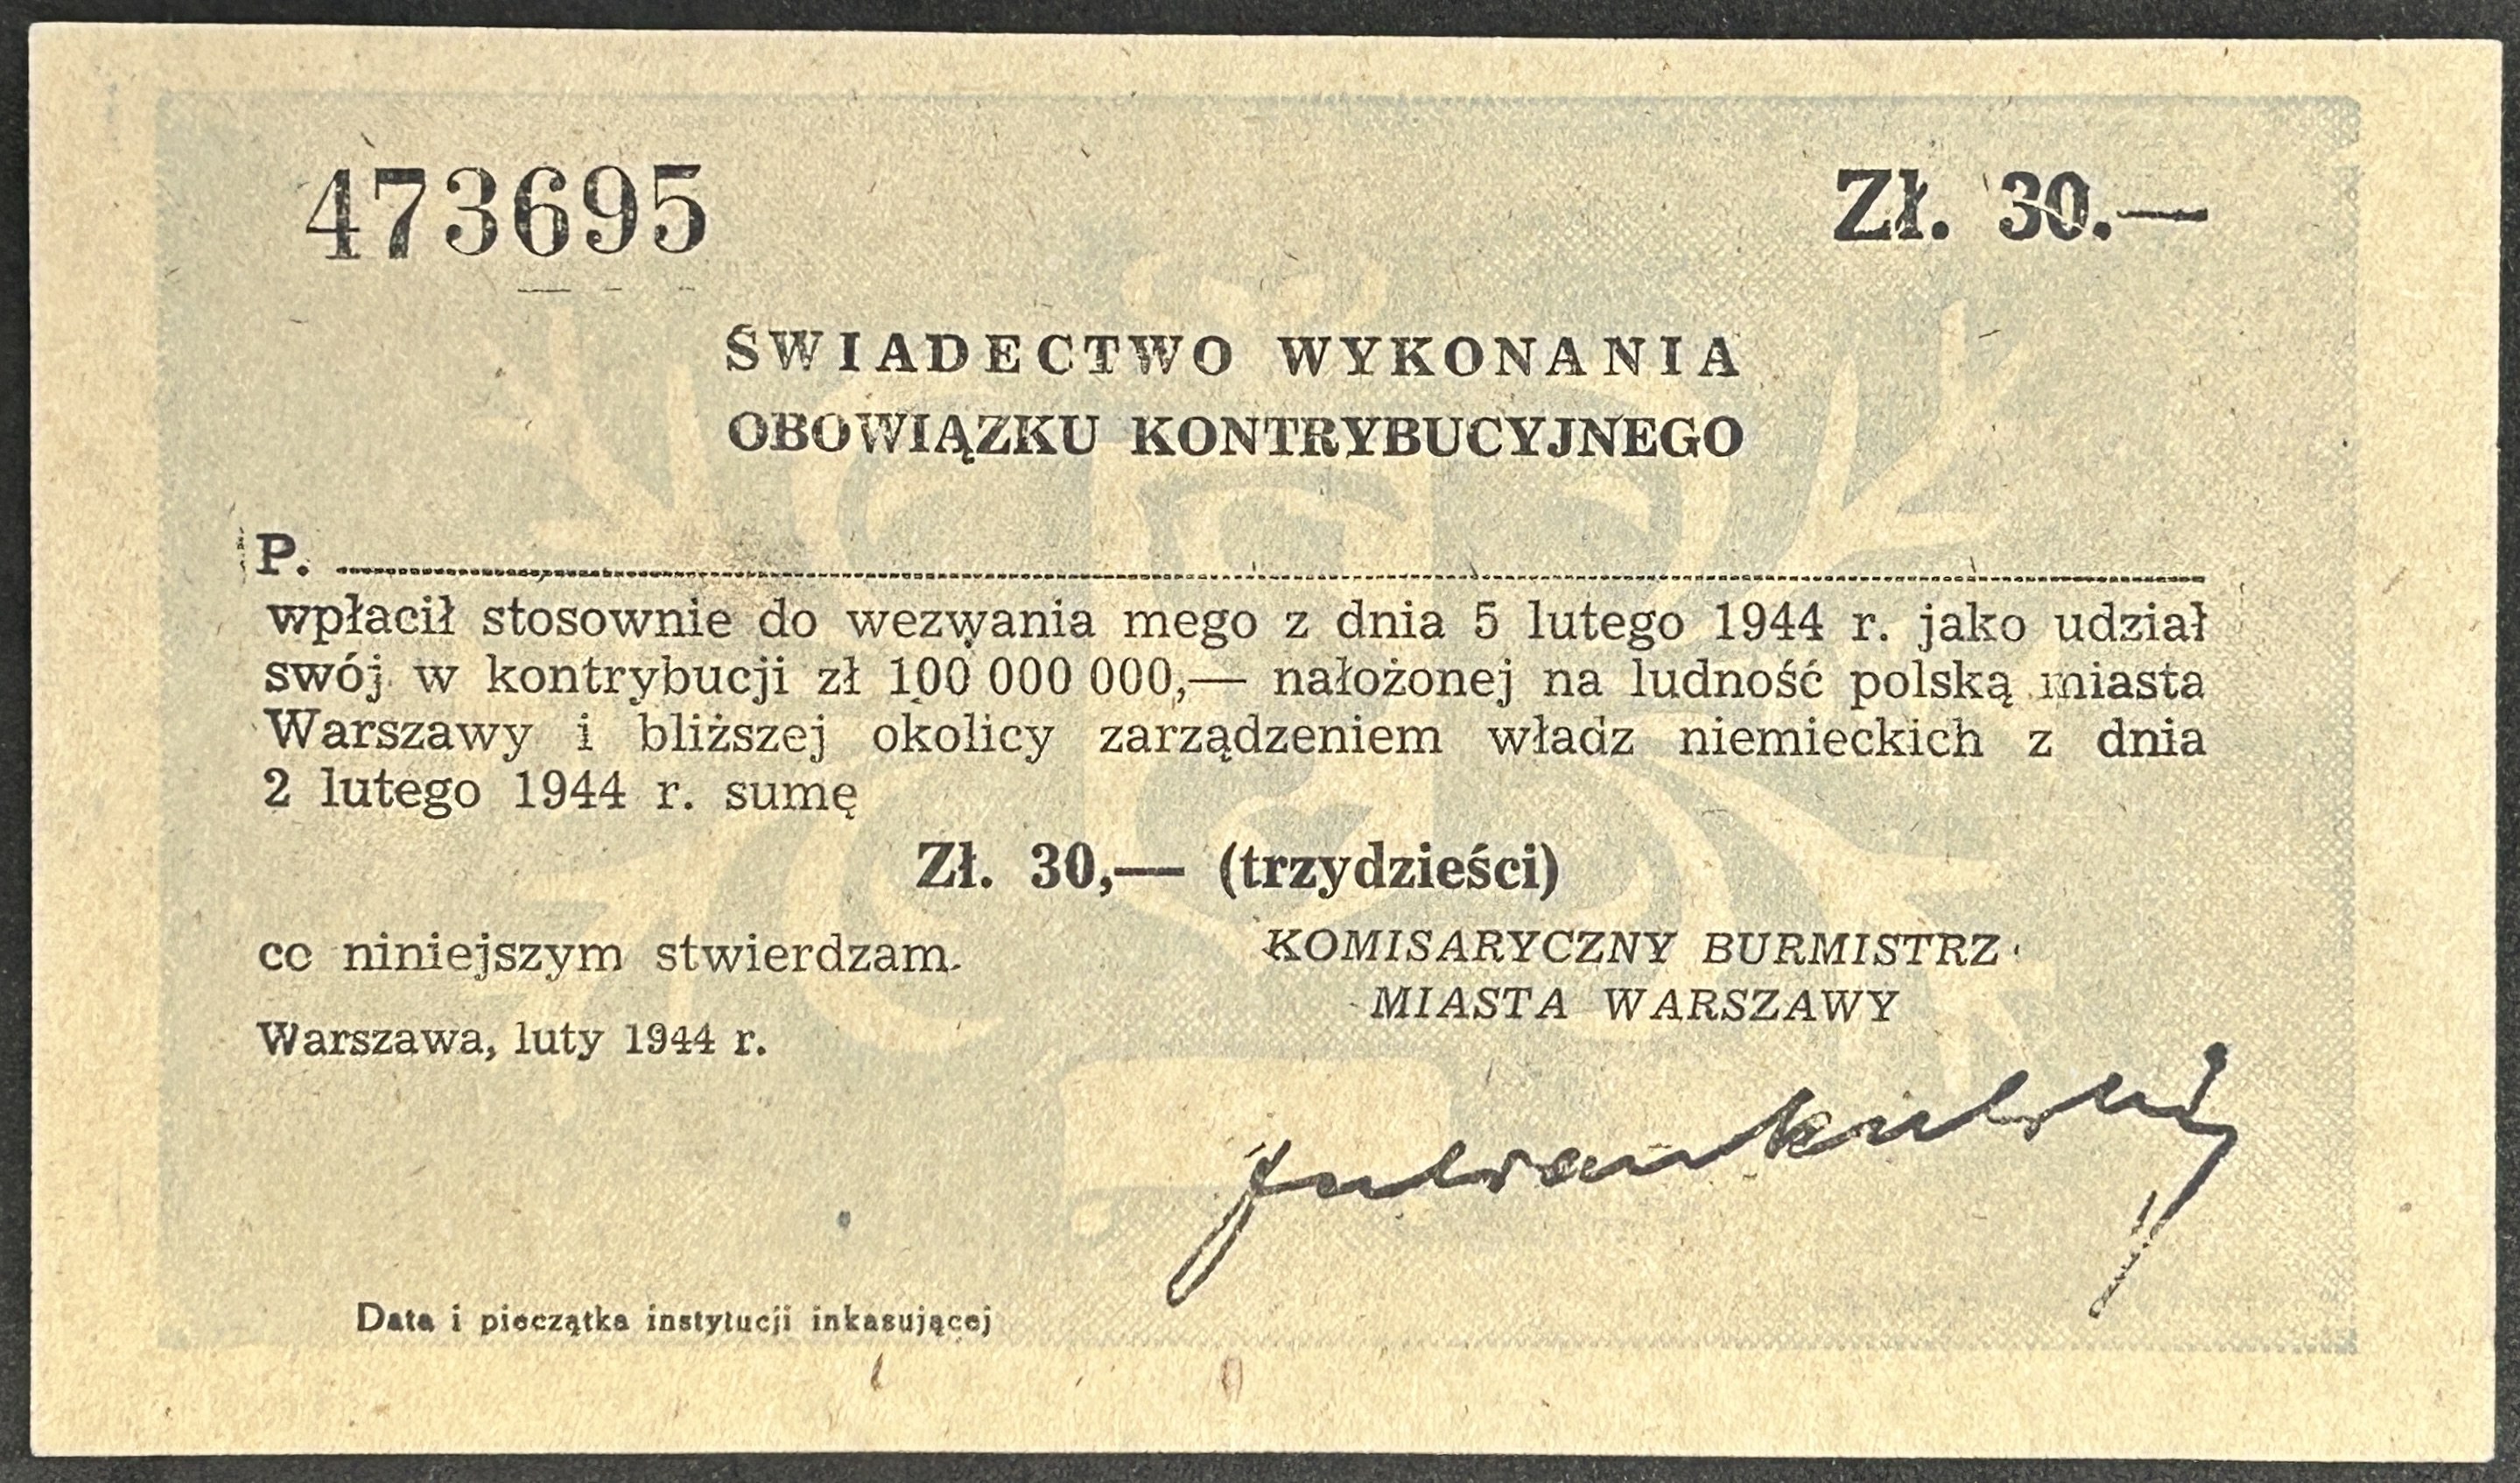 473695 Zł. 30.—
ŚWIADECTWO WYKONANIA
OBOWIĄZKU KONTRYBUCYJNEGO
P.
wpłacił stosownie do wezwania mego z dnia 5 lutego 1944 r. jako udział
swój w kontrybucji zł 100 000 000,— nałożonej na ludność polską miasta
Warszawy i bliższej okolicy zarządzeniem władz niemieckich z dnia
2 lutego 1944 r. sumę
Zł. 30,— (trzydzieści)
co niniejszym stwierdzam.
KOMISARYCZNY BURMISTRZ
MIASTA WARSZAWY
Warszawa, luty 1944 r.
Julian Kulski
Data i pieczątka instytucji inkasującej